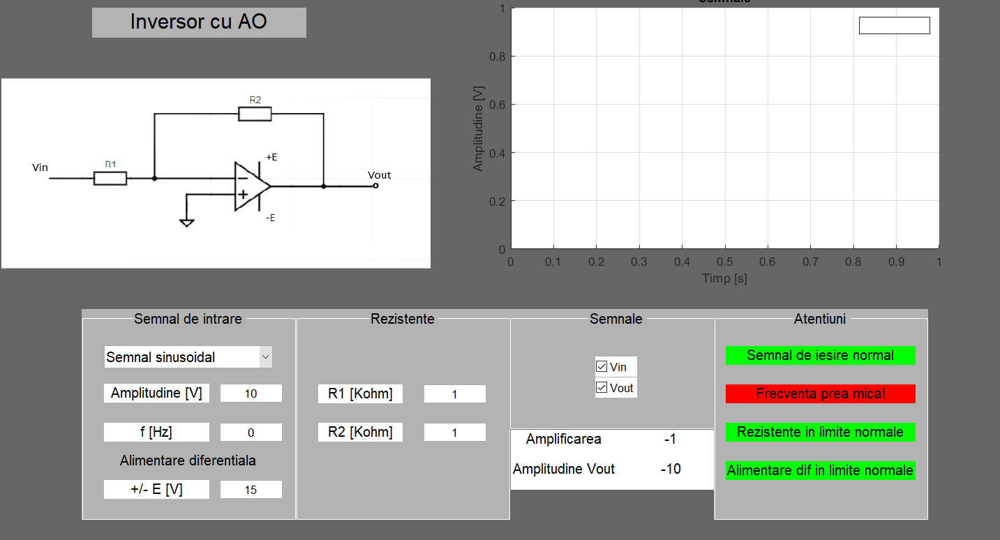 Inversor cu AO
R2
+E
Vin
R1
Vout
-E
Semnale
1
0.8
0.6
0.4
0.2
0
Amplitudine [V]
0 0.1 0.2 0.3 0.4 0.5 0.6 0.7 0.8 0.9 1
Timp [s]
Semnal de intrare
Semnal sinusoidal
Amplitudine [V] 10
f [Hz] 0
Alimentare diferentiala
+/- E [V] 15
Rezistente
R1 [Kohm] 1
R2 [Kohm] 1
Semnale
Vin
Vout
Amplificarea -1
Amplitudine Vout -10
Atentiuni
Semnal de iesire normal
Frecventa prea mica!
Rezistente in limite normale
Alimentare dif in limite normale